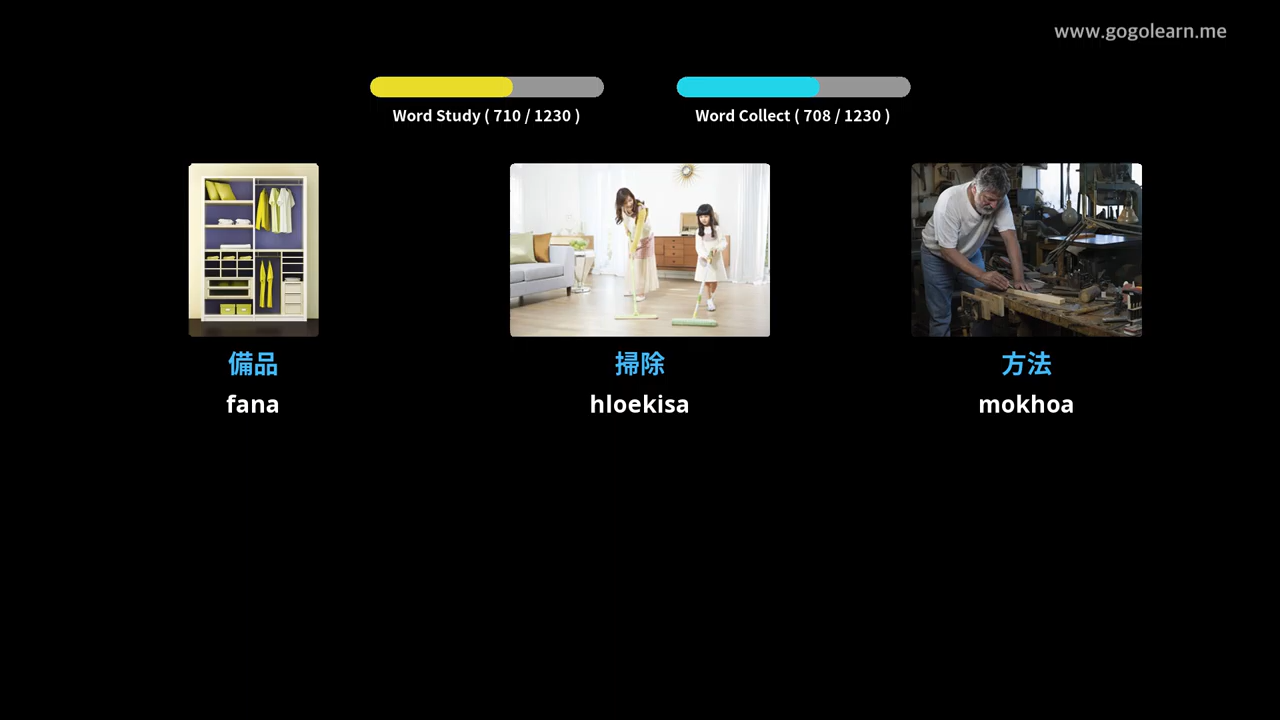 www.gogolearn.me
Word Study ( 710 / 1230 )
Word Collect ( 708 / 1230 )
備品
掃除
方法
fana
hloekisa
mokhoa